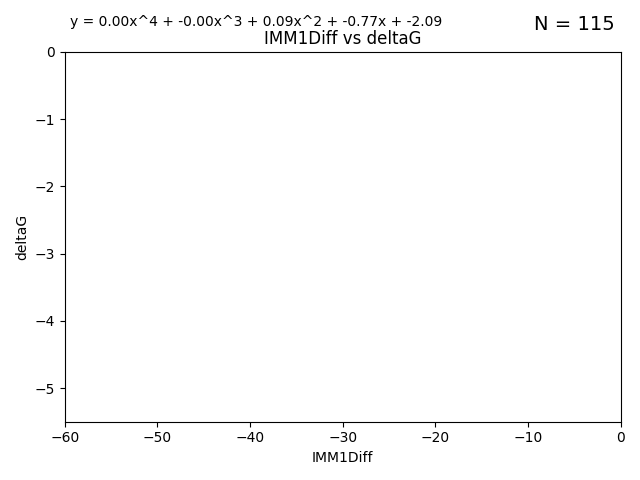 y = 0.00x^4 + -0.00x^3 + 0.09x^2 + -0.77x + -2.09
N = 115
IMM1Diff vs deltaG
0
−1
−2
−3
−4
−5
deltaG
−60 −50 −40 −30 −20 −10 0
IMM1Diff